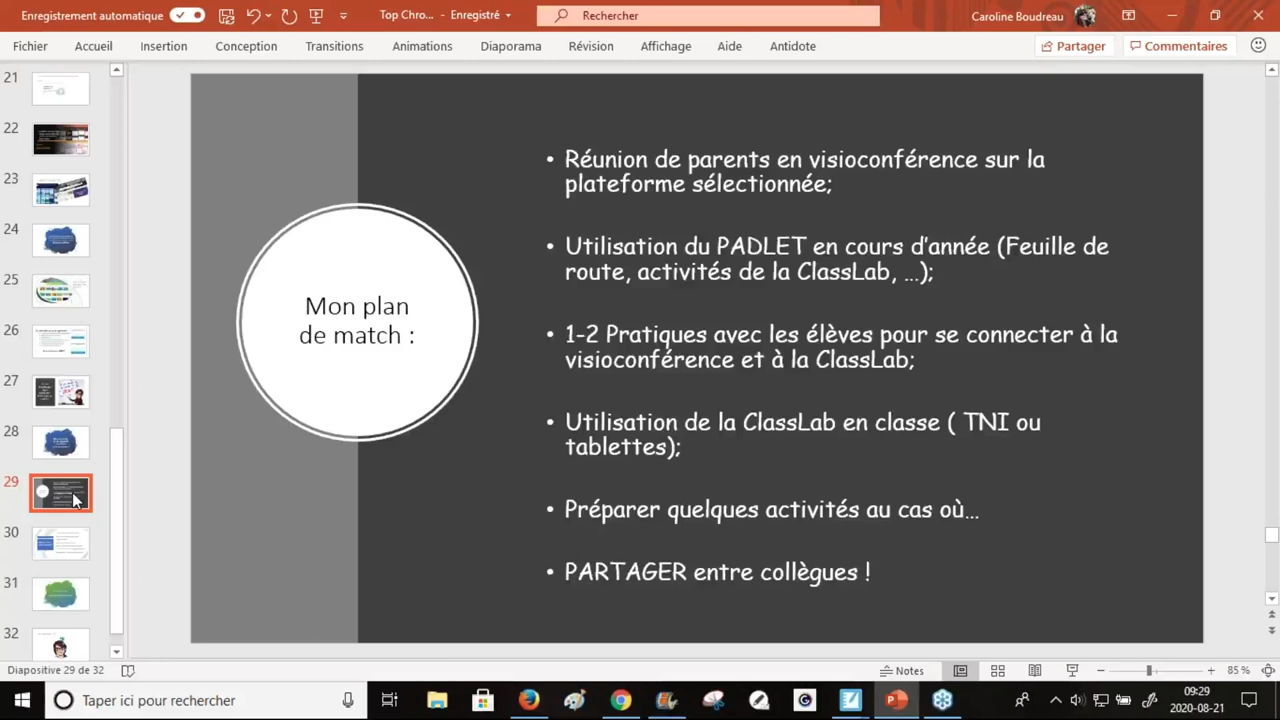 Enregistrement automatique
Top Chro... - Enregistré
Rechercher
Caroline Boudreau
Fichier
Accueil
Insertion
Conception
Transitions
Animations
Diaporama
Révision
Affichage
Aide
Antidote
Partager
Commentaires
21
22
23
24
25
26
27
28
29
30
31
32
Mon plan
de match :
• Réunion de parents en visioconférence sur la
plateforme sélectionnée;
• Utilisation du PADLET en cours d'année (Feuille de
route, activités de la ClassLab, ...);
• 1-2 Pratiques avec les élèves pour se connecter à la
visioconférence et à la ClassLab;
• Utilisation de la ClassLab en classe ( TNI ou
tablettes);
• Préparer quelques activités au cas où...
• PARTAGER entre collègues !
Diapositive 29 de 32
Notes
85 %
Taper ici pour rechercher
09:29
2020-08-21